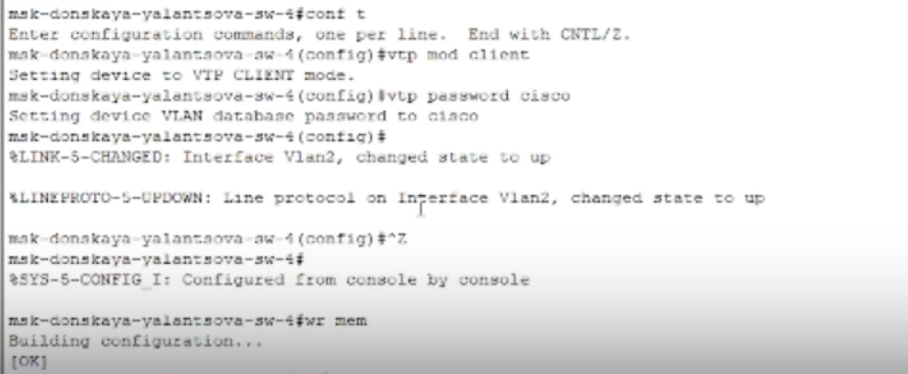 msk-donskaya-yalantsova-sw-4#conf t
Enter configuration commands, one per line.  End with CNTL/Z.
msk-donskaya-yalantsova-sw-4(config)#vtp mod client
Setting device to VTP CLIENT mode.
msk-donskaya-yalantsova-sw-4(config)#vtp password cisco
Setting device VLAN database password to cisco
msk-donskaya-yalantsova-sw-4(config)#
%LINK-5-CHANGED: Interface Vlan2, changed state to up
%LINEPROTO-5-UPDOWN: Line protocol on Interface Vlan2, changed state to up
msk-donskaya-yalantsova-sw-4(config)#^Z
msk-donskaya-yalantsova-sw-4#
%SYS-5-CONFIG_I: Configured from console by console
msk-donskaya-yalantsova-sw-4#wr mem
Building configuration...
[OK]